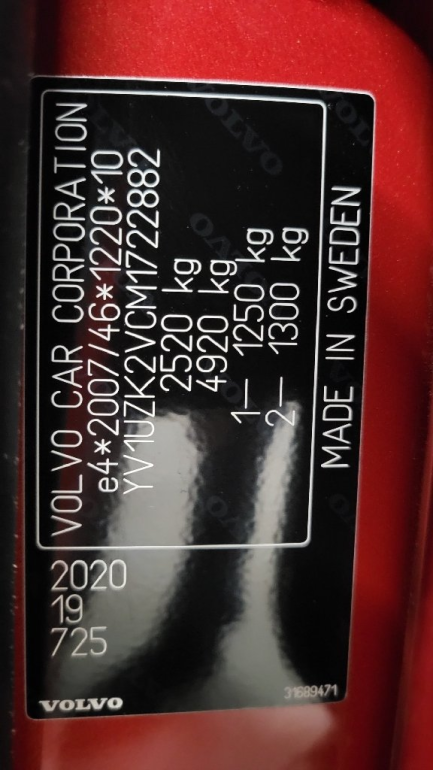 VOLVO CAR CORPORATION
e4*2007/46*1220*10
YV1UZK2VCM1722882
2520 kg
4920 kg
1— 1250 kg
2— 1300 kg
MADE IN SWEDEN
2020
19
725
VOLVO
31689471